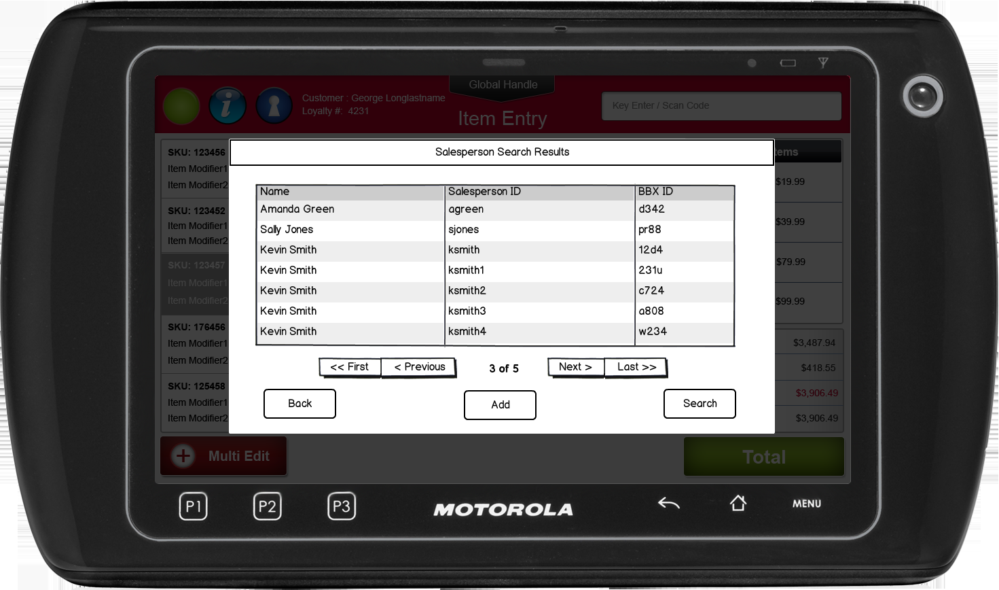 Global Handle
Customer : George Longlastname
Loyalty #: 4231
Item Entry
Key Enter / Scan Code
SKU: 123456
Item Modifier1
Item Modifier2
SKU: 123452
Item Modifier1
Item Modifier2
SKU: 123457
Item Modifier1
Item Modifier2
SKU: 176456
Item Modifier1
Item Modifier2
SKU: 125458
Item Modifier1
Item Modifier2
Salesperson Search Results
Name Salesperson ID BBX ID
Amanda Green agreen d342
Sally Jones sjones pr88
Kevin Smith ksmith 12d4
Kevin Smith ksmith1 231u
Kevin Smith ksmith2 c724
Kevin Smith ksmith3 a808
Kevin Smith ksmith4 w234
<< First < Previous 3 of 5 Next > Last >>
Back Add Search
tems
$19.99
$39.99
$79.99
$99.99
$3,487.94
$418.55
$3,906.49
$3,906.49
Multi Edit
Total
P1 P2 P3 MOTOROLA MENU